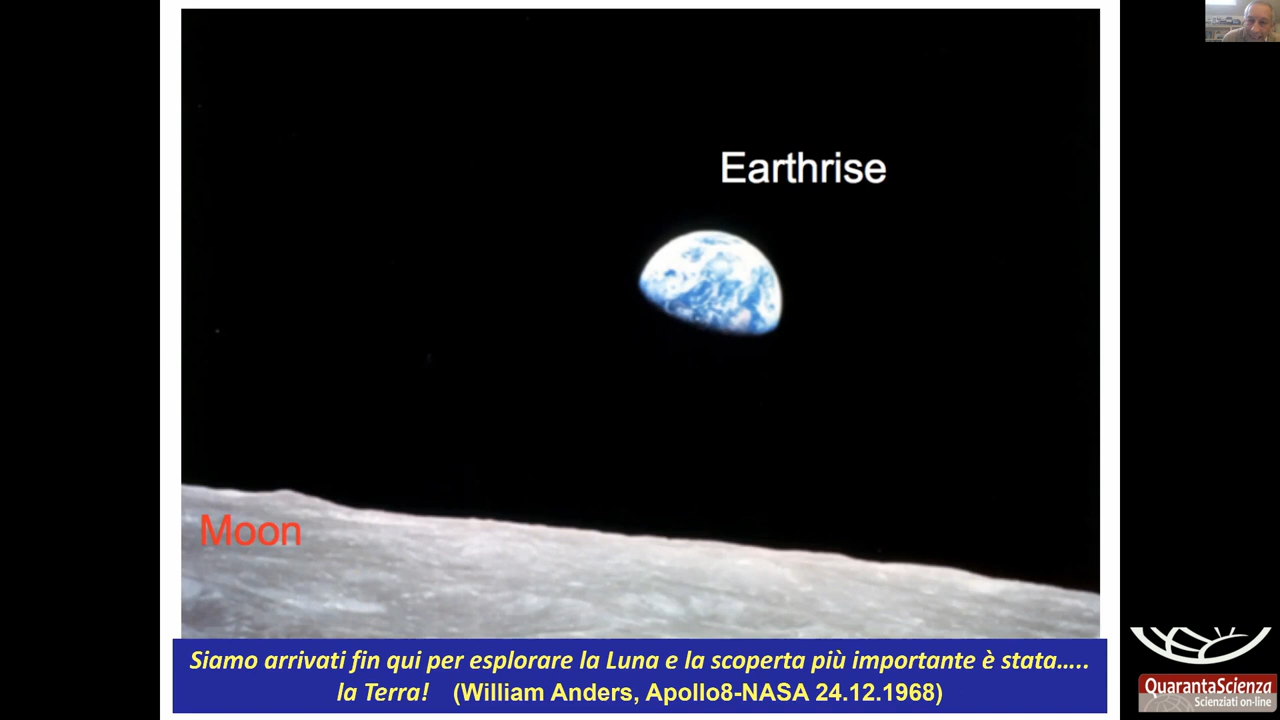 Earthrise
Moon
Siamo arrivati fin qui per esplorare la Luna e la scoperta più importante è stata.....
la Terra! (William Anders, Apollo8-NASA 24.12.1968)
QuarantaScienza
Scienziati on-line